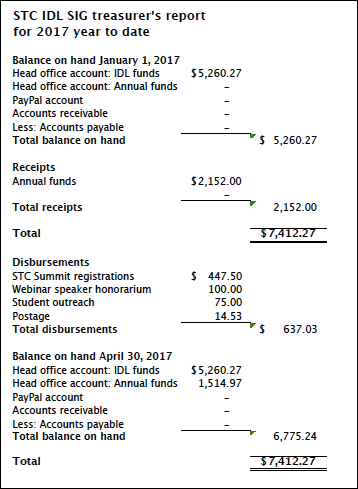 STC IDL SIG treasurer's report
for 2017 year to date
Balance on hand January 1, 2017
Head office account: IDL funds $5,260.27
Head office account: Annual funds –
PayPal account –
Accounts receivable –
Less: Accounts payable –
Total balance on hand $ 5,260.27
Receipts
Annual funds $2,152.00
–
Total receipts 2,152.00
Total $7,412.27
Disbursements
STC Summit registrations $ 447.50
Webinar speaker honorarium 100.00
Student outreach 75.00
Postage 14.53
Total disbursements $ 637.03
Balance on hand April 30, 2017
Head office account: IDL funds $5,260.27
Head office account: Annual funds 1,514.97
PayPal account –
Accounts receivable –
Less: Accounts payable –
Total balance on hand 6,775.24
Total $7,412.27